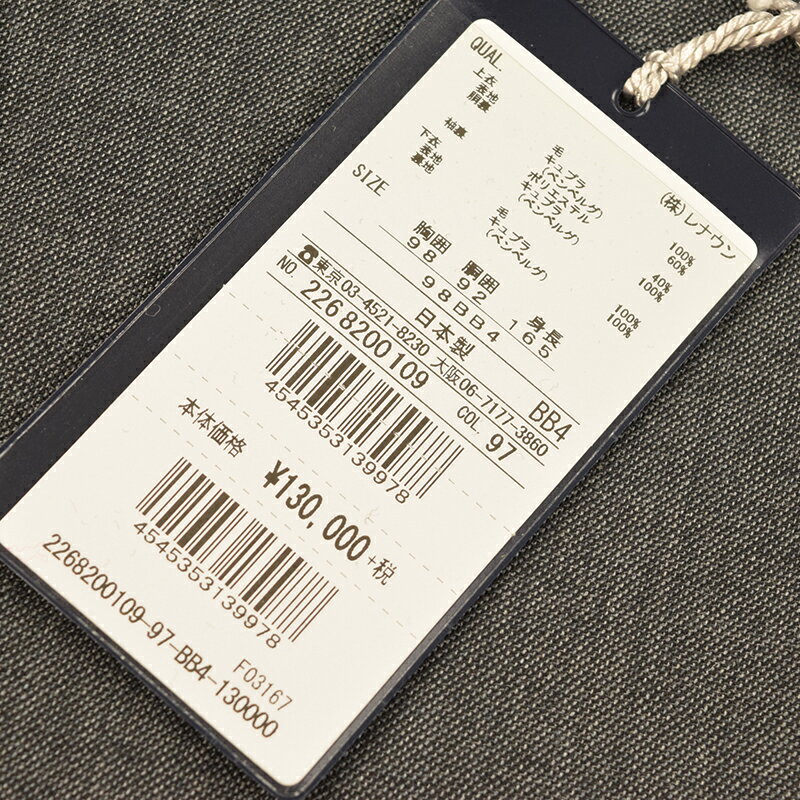 QUAL. (株)レナウン
上衣
表地 毛 100%
胴裏 キュプラ 60%
(ベンベルグ)
ポリエステル 40%
袖裏 キュプラ 100%
(ベンベルグ)
下衣
表地 毛 100%
裏地 キュプラ 100%
(ベンベルグ)
SIZE
胸囲 胴囲 身長
98 92 165
98BB4 BB4
日本製
☎東京03-4521-8230 大阪06-7177-3860
NO 2268200109 COL 97
4545353139978
本体価格 ¥130,000+税
4545353139978
F03167
2268200109-97-BB4-130000